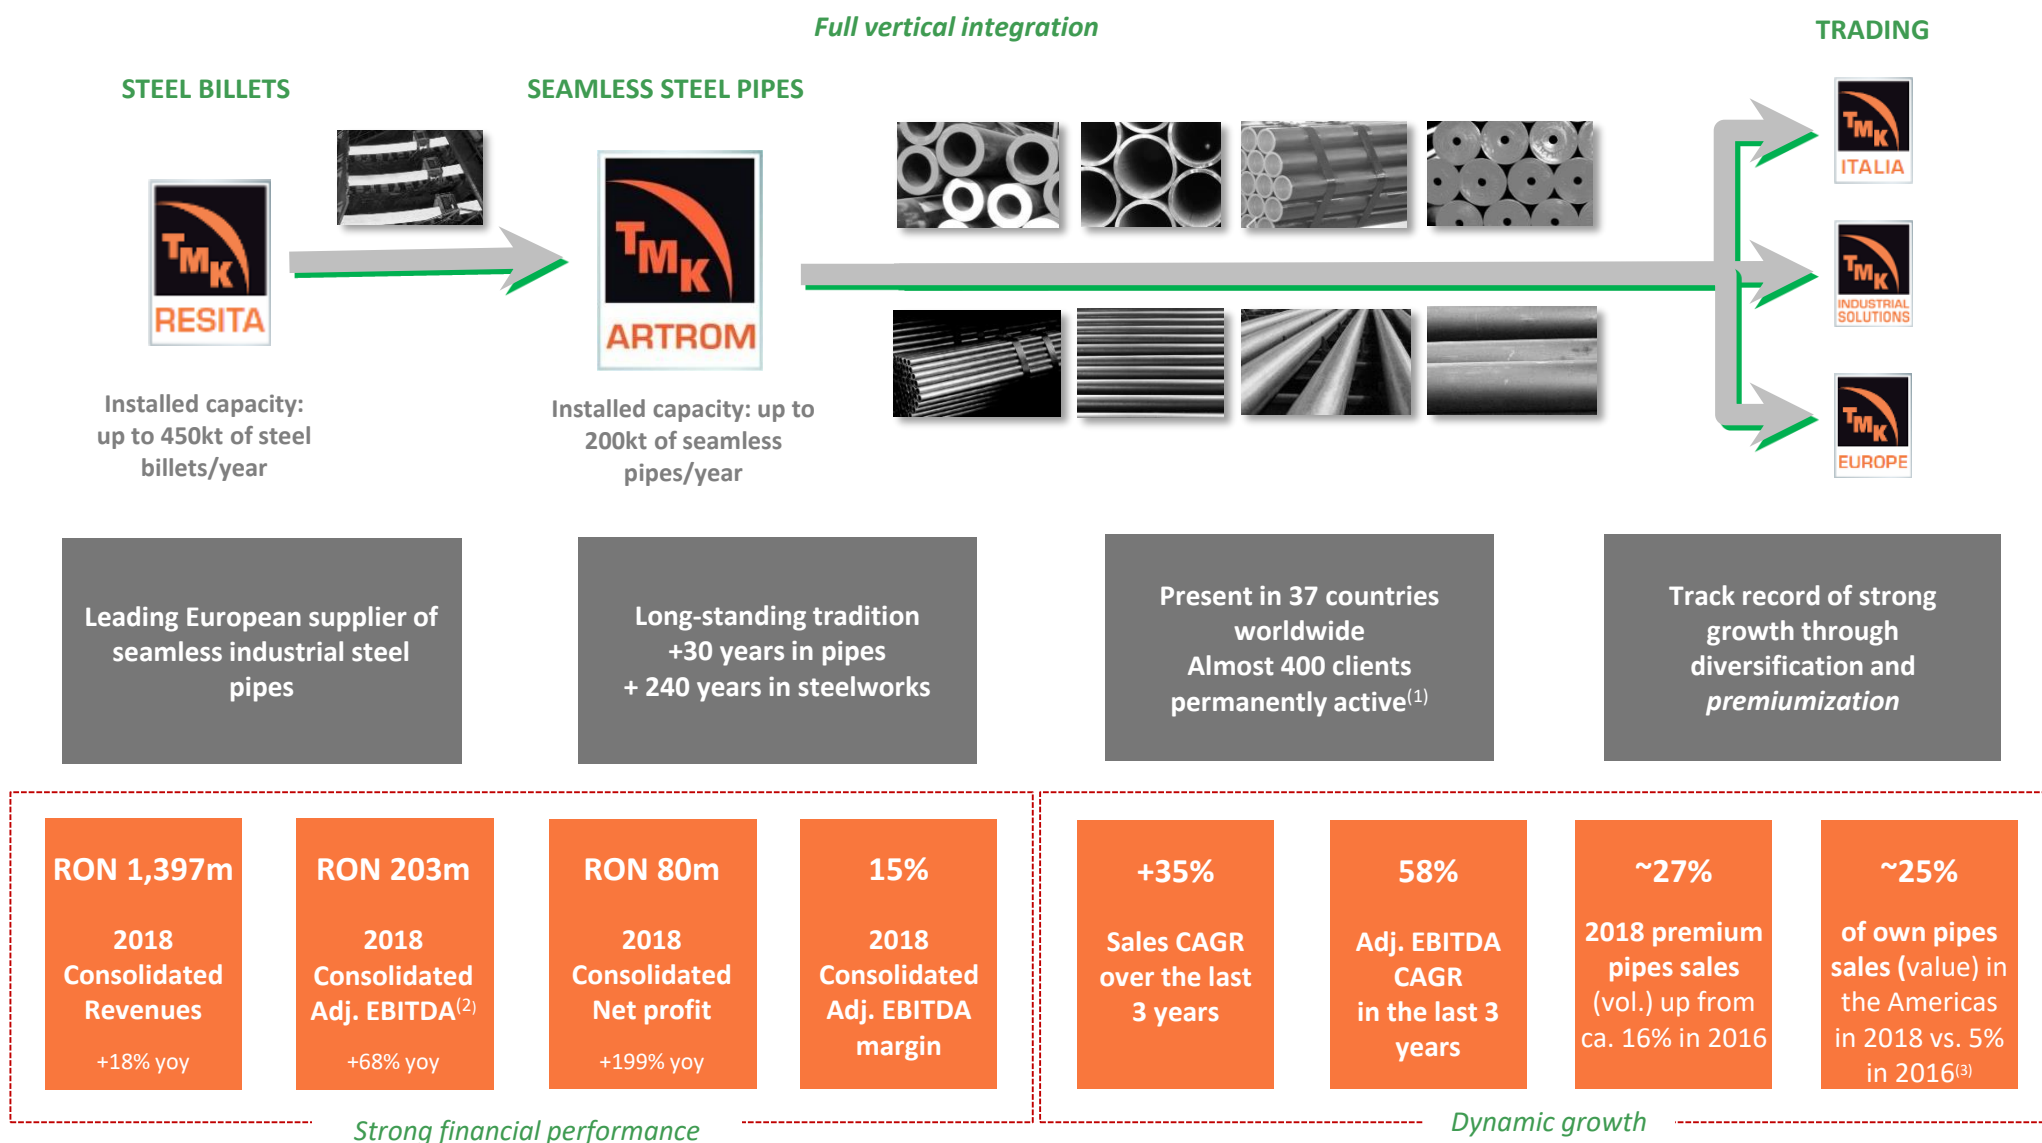 Full vertical integration
TRADING
STEEL BILLETS
SEAMLESS STEEL PIPES
TMK
RESITA
TMK
ARTROM
TMK
ITALIA
TMK
INDUSTRIAL
SOLUTIONS
TMK
EUROPE
Installed capacity:
up to 450kt of steel
billets/year
Installed capacity: up to
200kt of seamless
pipes/year
Leading European supplier of
seamless industrial steel
pipes
Long-standing tradition
+30 years in pipes
+ 240 years in steelworks
Present in 37 countries
worldwide
Almost 400 clients
permanently active(1)
Track record of strong
growth through
diversification and
premiumization
RON 1,397m
2018
Consolidated
Revenues
+18% yoy
RON 203m
2018
Consolidated
Adj. EBITDA(2)
+68% yoy
RON 80m
2018
Consolidated
Net profit
+199% yoy
15%
2018
Consolidated
Adj. EBITDA
margin
+35%
Sales CAGR
over the last
3 years
58%
Adj. EBITDA
CAGR
in the last 3
years
~27%
2018 premium
pipes sales
(vol.) up from
ca. 16% in 2016
~25%
of own pipes
sales (value) in
the Americas
in 2018 vs. 5%
in 2016(3)
Strong financial performance
Dynamic growth